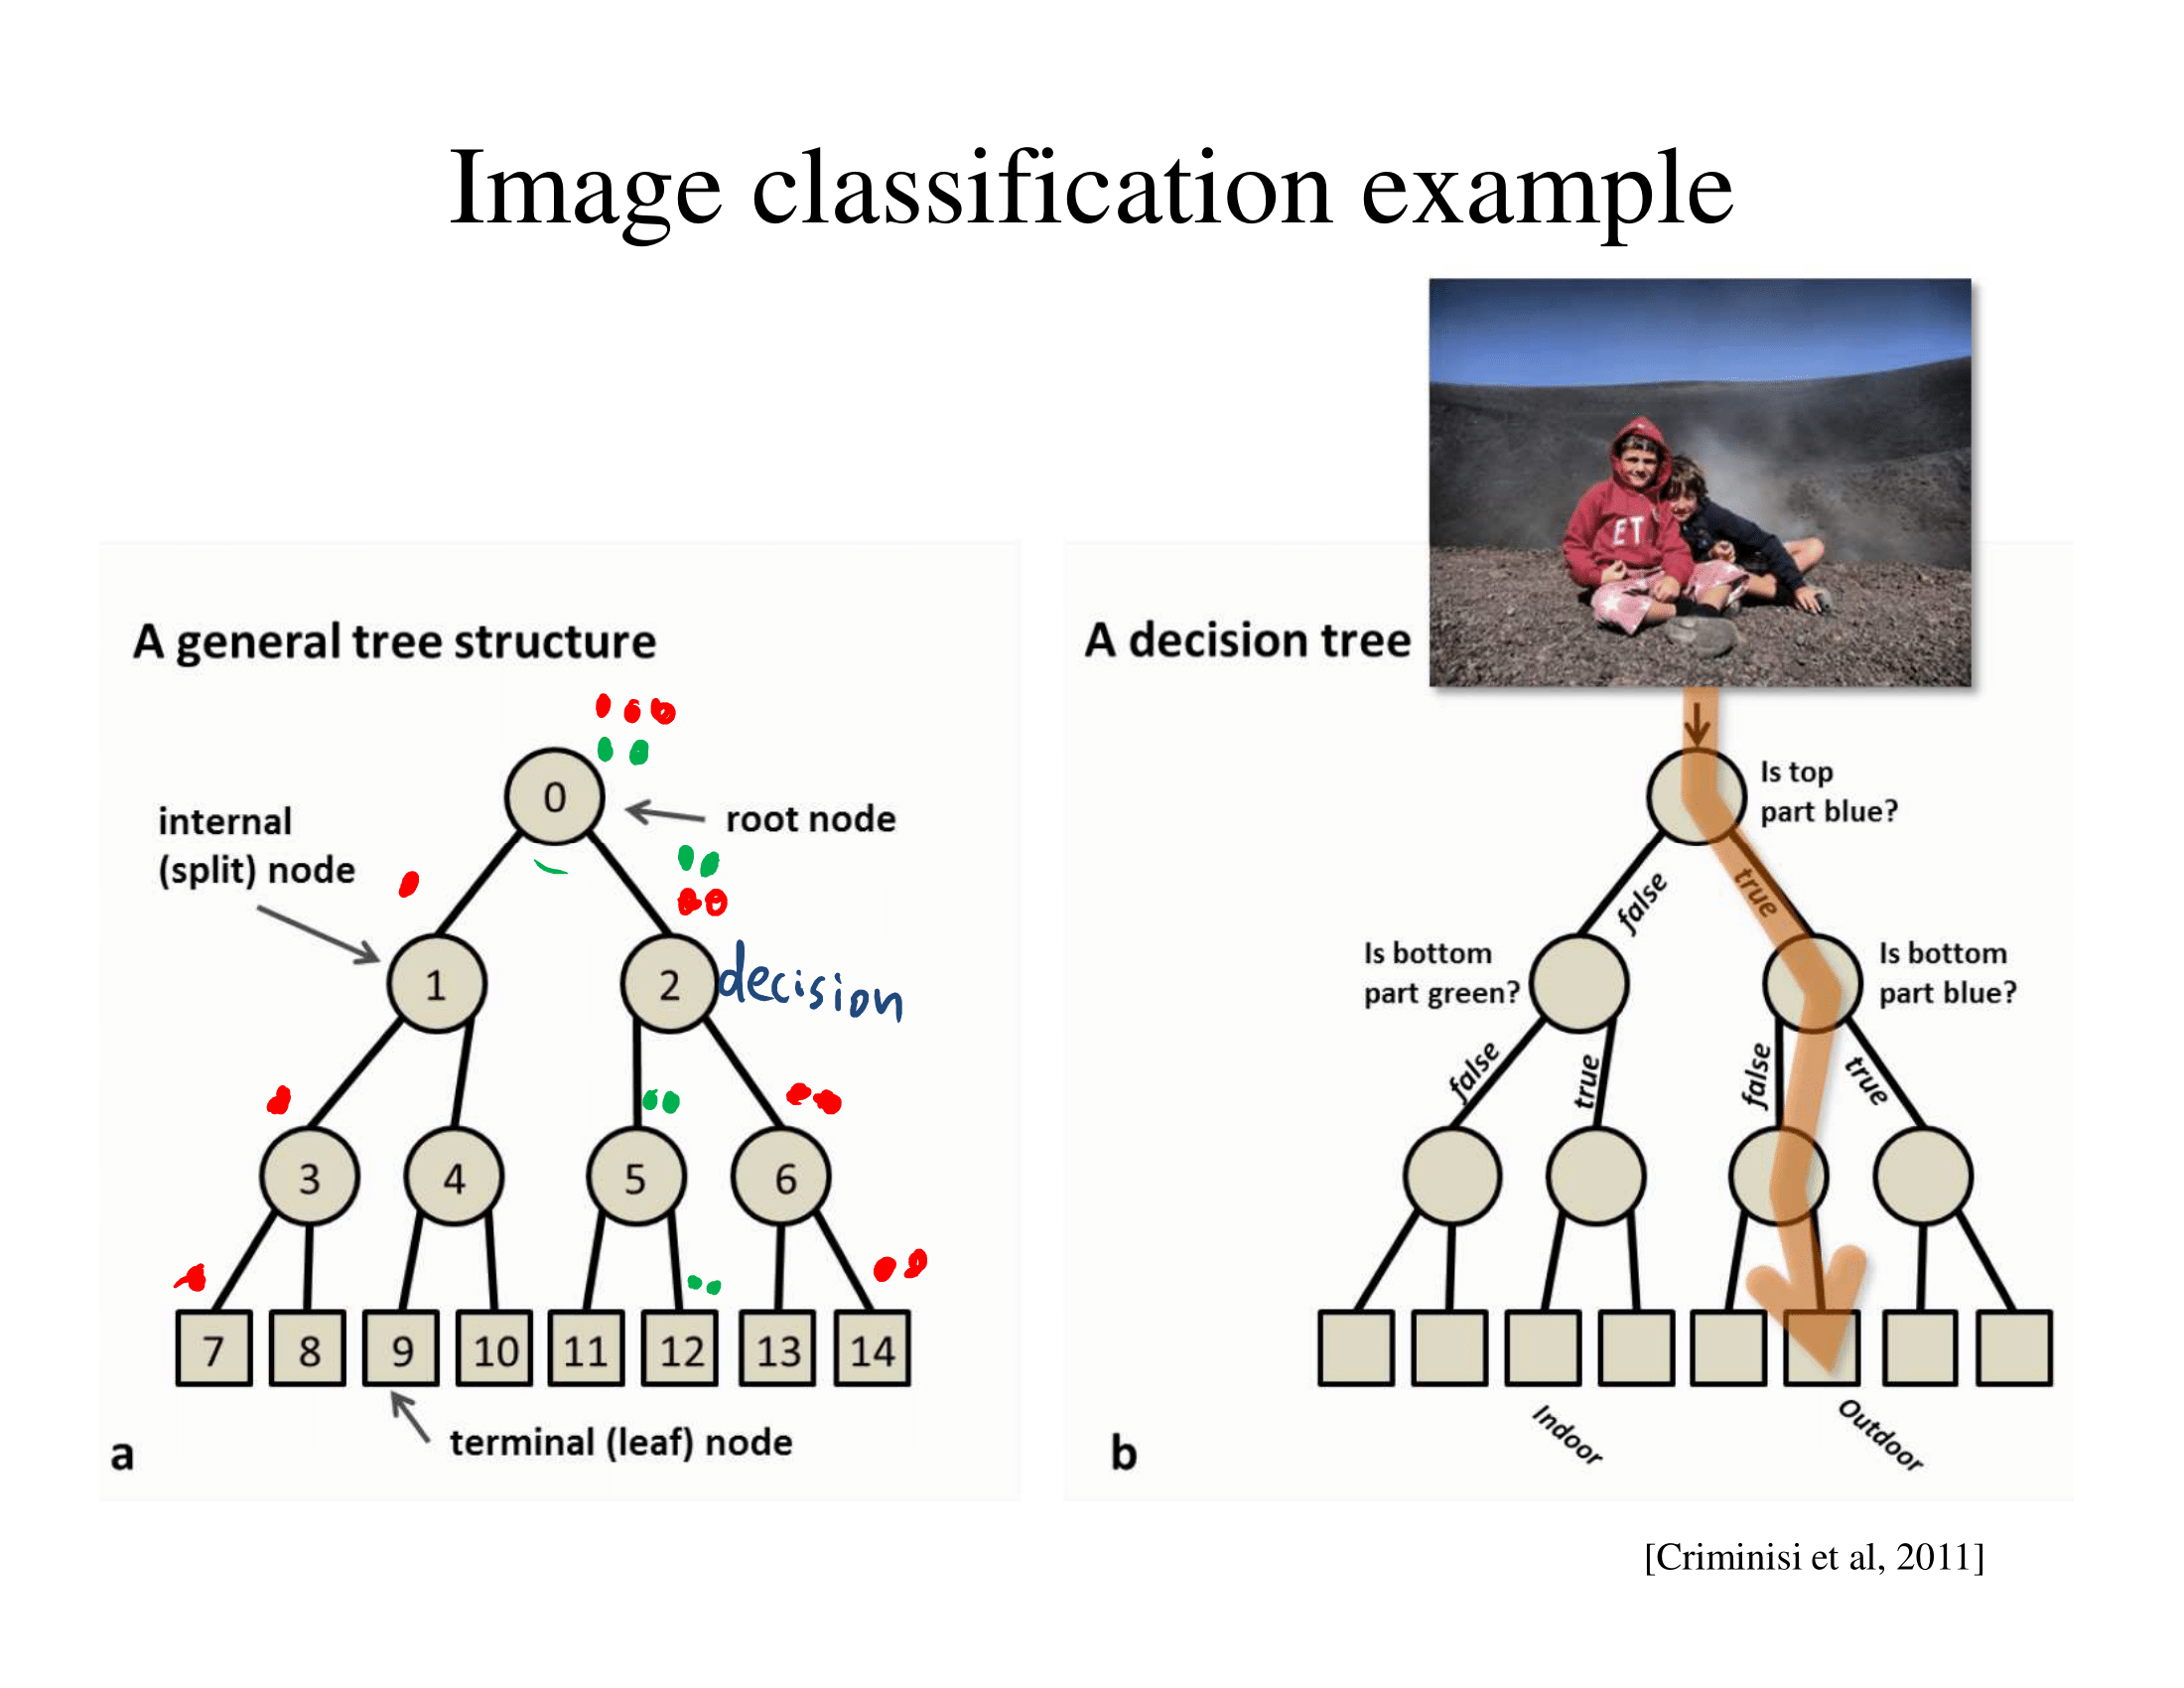 Image classification example
A general tree structure
internal
(split) node
root node
0
1
2
decision
3
4
5
6
7
8
9
10
11
12
13
14
terminal (leaf) node
a
A decision tree
ET
Is top
part blue?
false
true
Is bottom
part green?
Is bottom
part blue?
false
true
false
true
Indoor
Outdoor
b
[Criminisi et al, 2011]